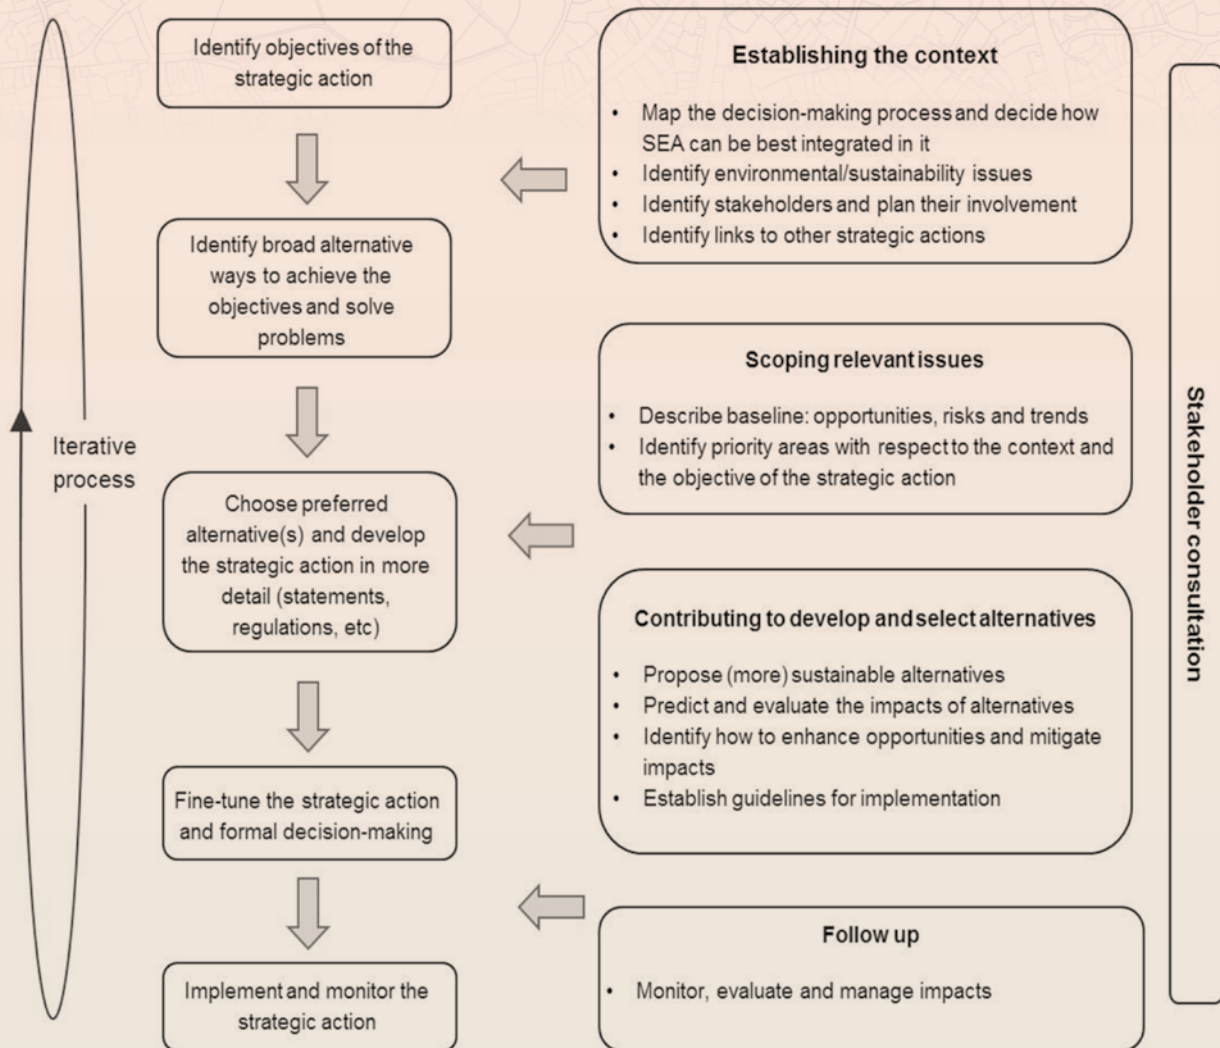 Identify objectives of the
strategic action
Identify broad alternative
ways to achieve the
objectives and solve
problems
Iterative
process
Choose preferred
alternative(s) and develop
the strategic action in more
detail (statements,
regulations, etc)
Fine-tune the strategic action
and formal decision-making
Implement and monitor the
strategic action
Establishing the context
• Map the decision-making process and decide how
SEA can be best integrated in it
• Identify environmental/sustainability issues
• Identify stakeholders and plan their involvement
• Identify links to other strategic actions
Scoping relevant issues
• Describe baseline: opportunities, risks and trends
• Identify priority areas with respect to the context and
the objective of the strategic action
Contributing to develop and select alternatives
• Propose (more) sustainable alternatives
• Predict and evaluate the impacts of alternatives
• Identify how to enhance opportunities and mitigate
impacts
• Establish guidelines for implementation
Follow up
• Monitor, evaluate and manage impacts
Stakeholder consultation